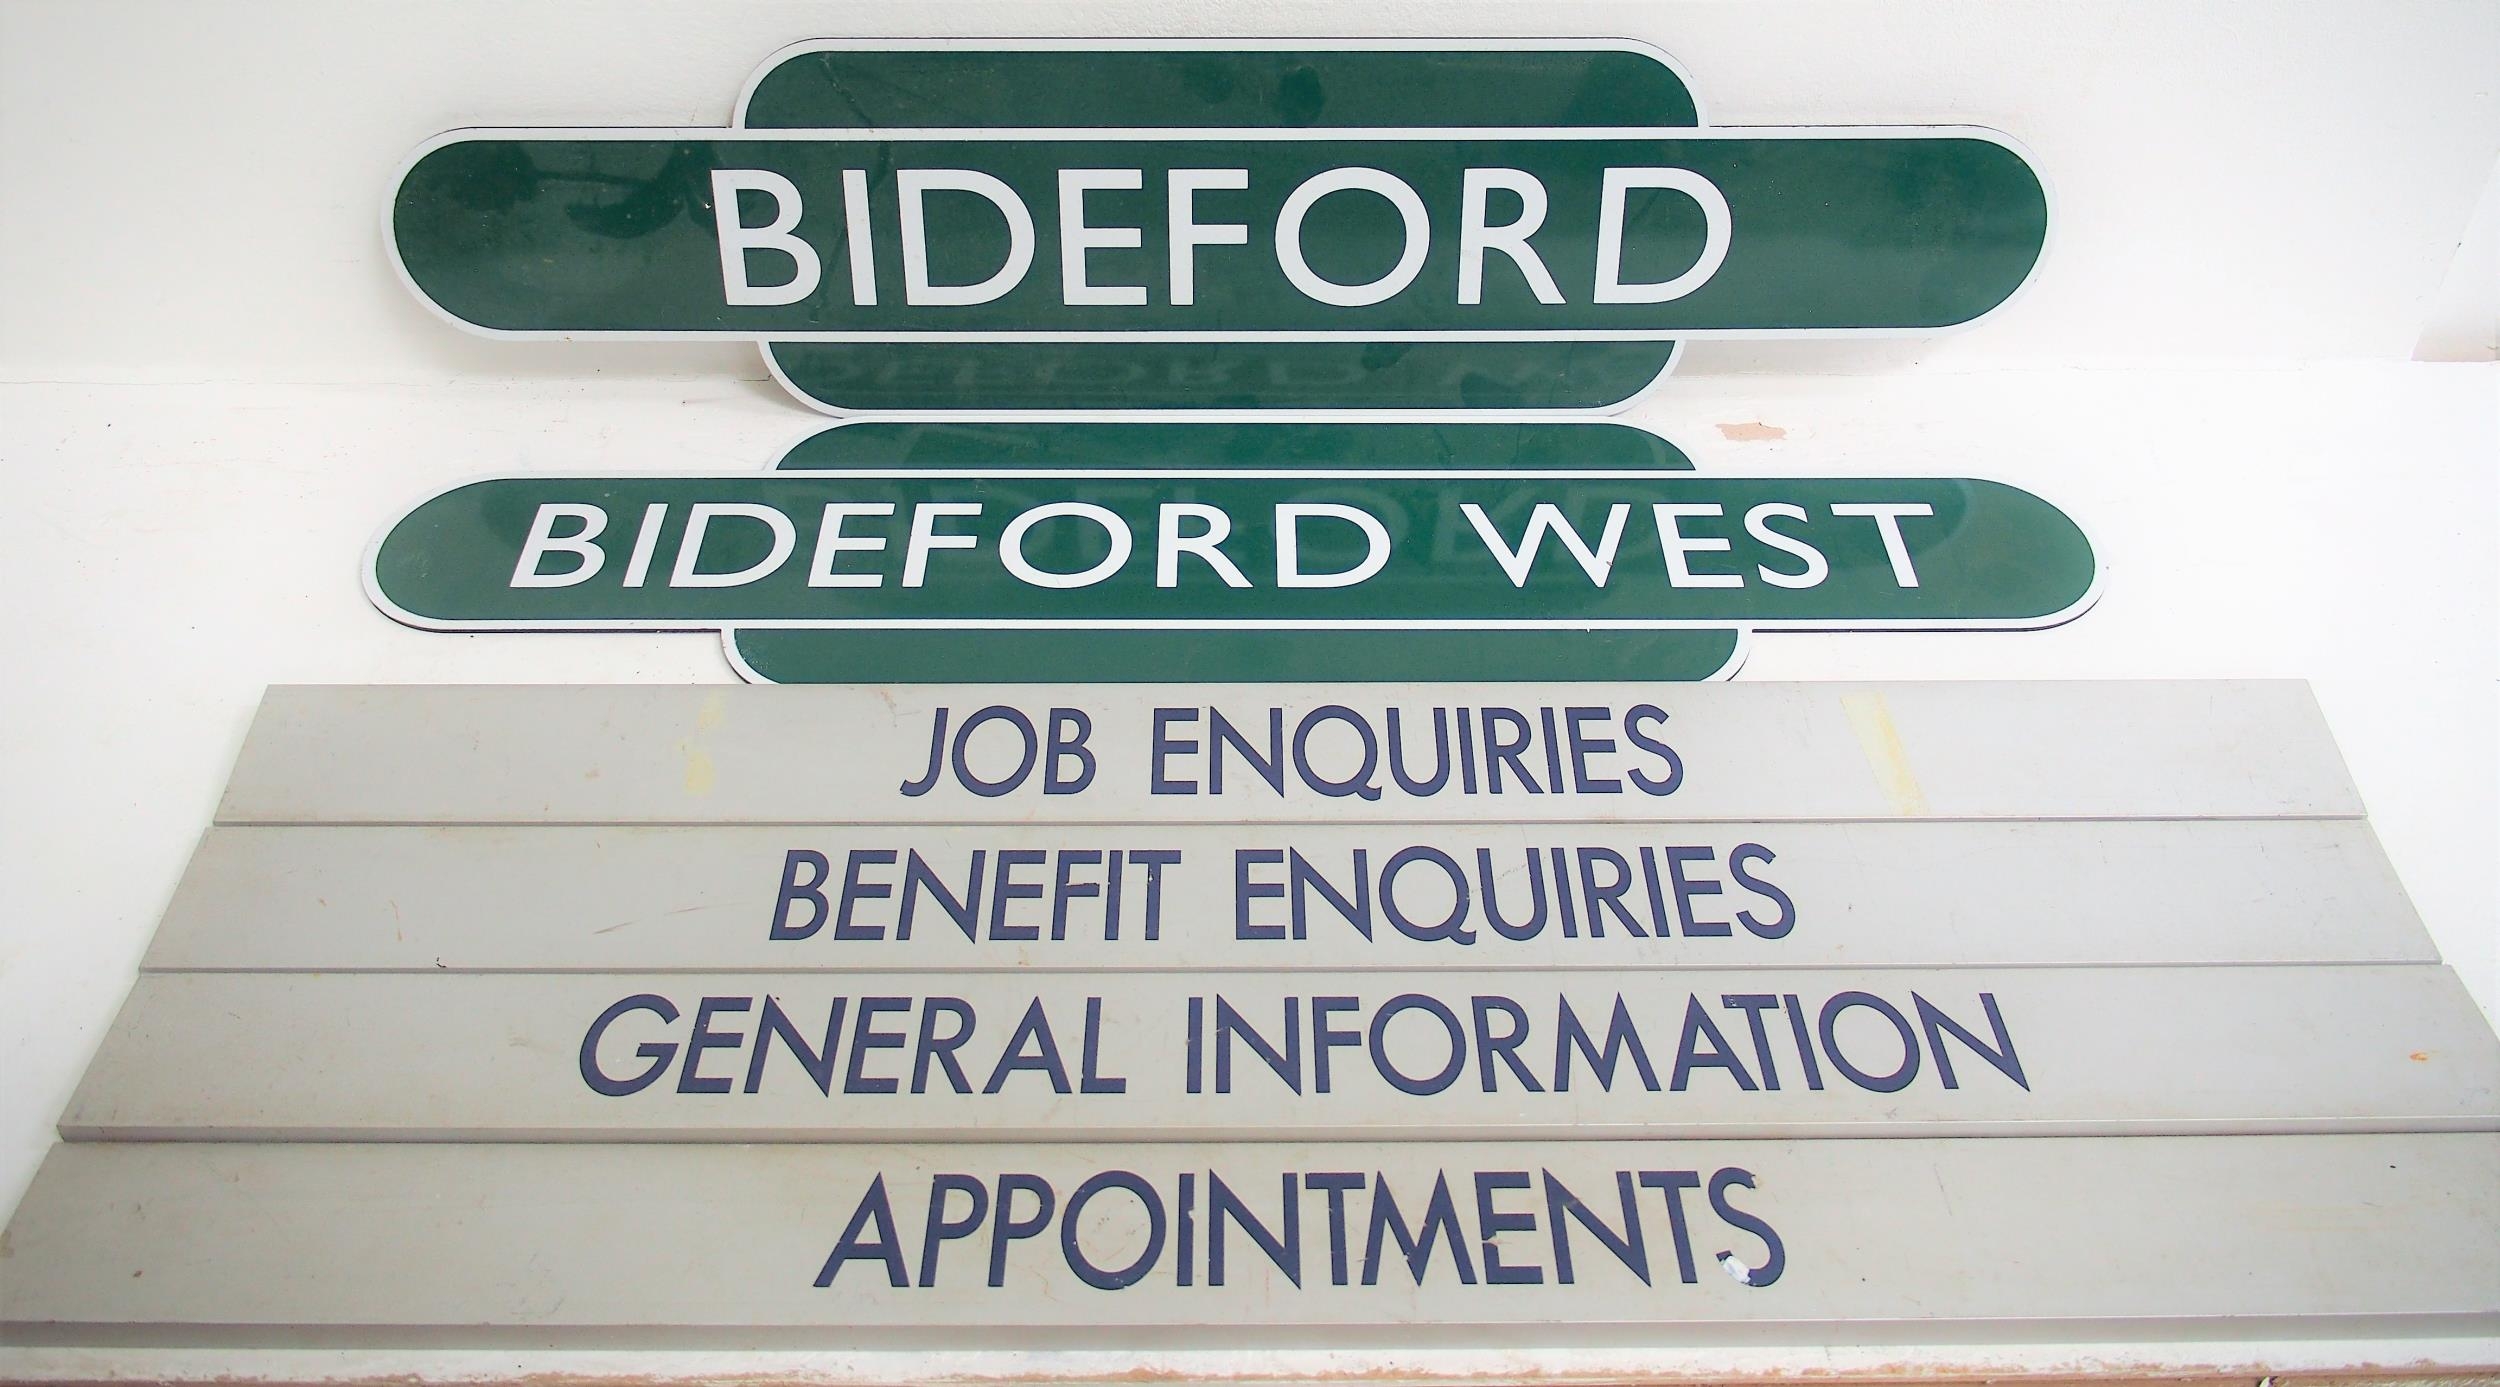 BIDEFORD
BIDEFORD WEST
JOB ENQUIRIES
BENEFIT ENQUIRIES
GENERAL INFORMATION
APPOINTMENTS